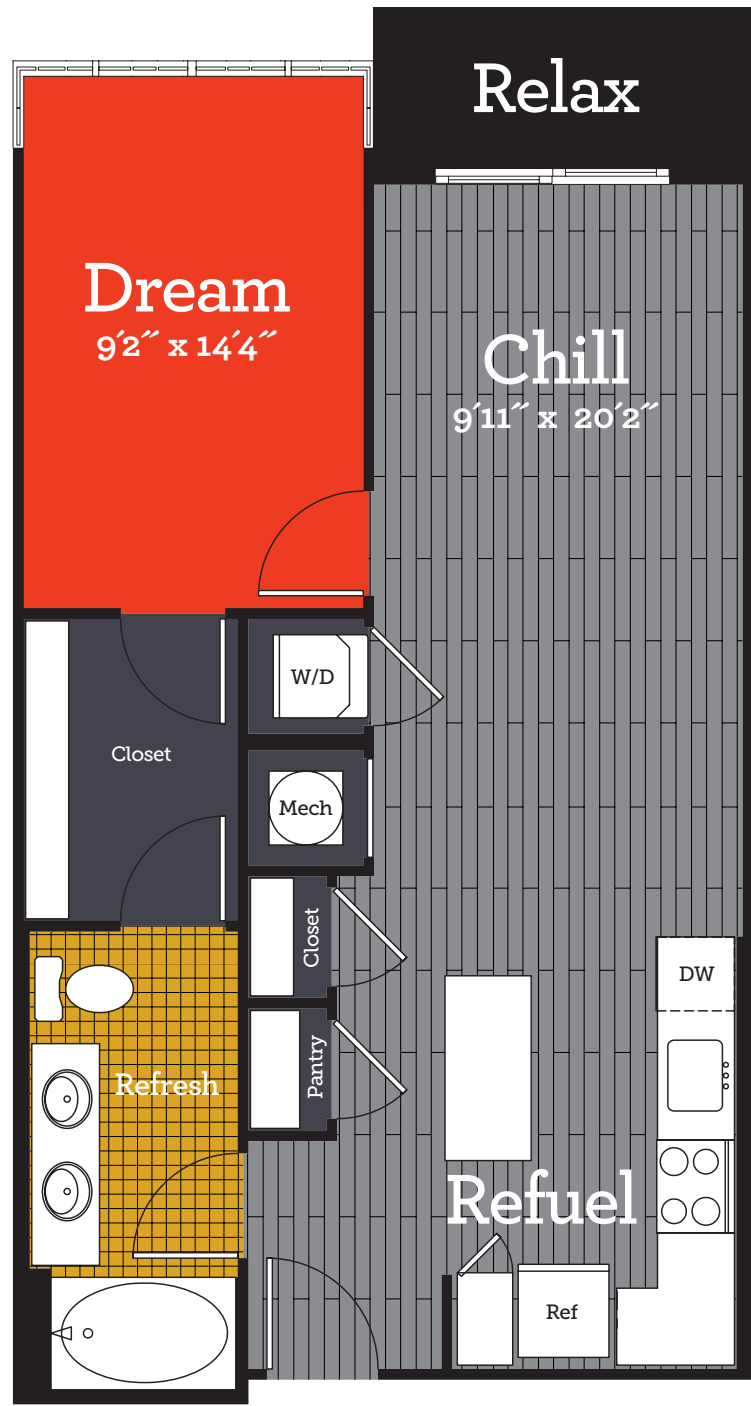 Relax
Dream
9′2″ x 14′4″
Chill
9′11″ x 20′2″
W/D
Closet
Mech
Closet
DW
Pantry
Refresh
Refuel
Ref